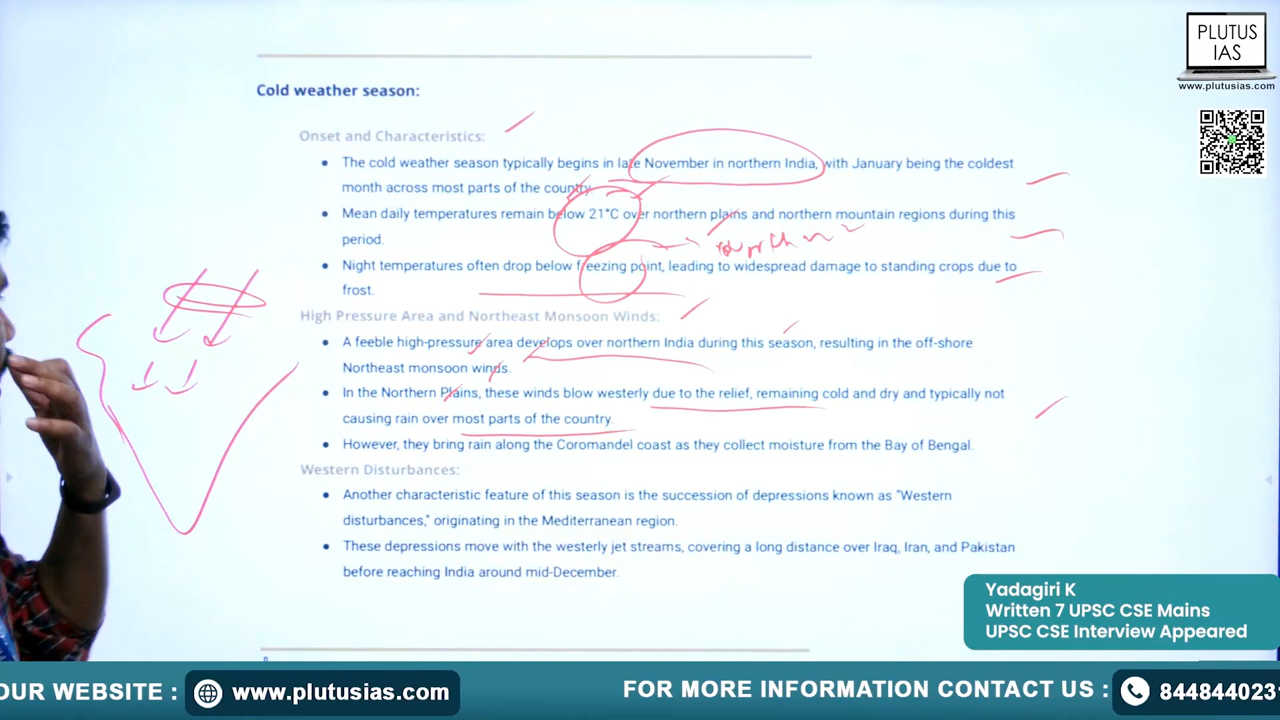 PLUTUS
IAS
www.plutusias.com
Cold weather season:
Onset and Characteristics:
• The cold weather season typically begins in late November in northern India, with January being the coldest
month across most parts of the country.
• Mean daily temperatures remain below 21°C over northern plains and northern mountain regions during this
period.
• Night temperatures often drop below freezing point, leading to widespread damage to standing crops due to
frost.
High Pressure Area and Northeast Monsoon Winds:
• A feeble high-pressure area develops over northern India during this season, resulting in the off-shore
Northeast monsoon winds.
• In the Northern Plains, these winds blow westerly due to the relief, remaining cold and dry and typically not
causing rain over most parts of the country.
• However, they bring rain along the Coromandel coast as they collect moisture from the Bay of Bengal.
Western Disturbances:
• Another characteristic feature of this season is the succession of depressions known as "Western
disturbances," originating in the Mediterranean region.
• These depressions move with the westerly jet streams, covering a long distance over Iraq, Iran, and Pakistan
before reaching India around mid-December.
Yadagiri K
Written 7 UPSC CSE Mains
UPSC CSE Interview Appeared
OUR WEBSITE : www.plutusias.com FOR MORE INFORMATION CONTACT US : 844844023